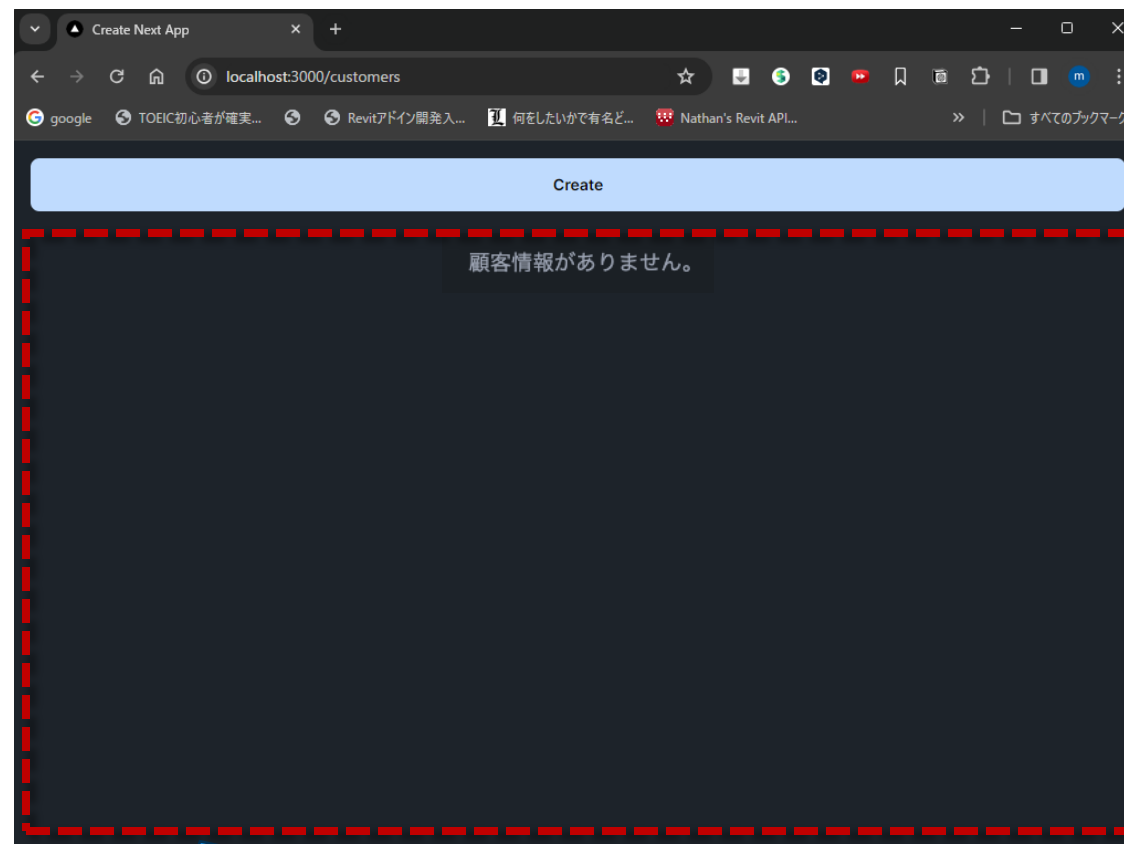 Create Next App
localhost:3000/customers
m
google TOEIC初心者が確実... Revitアドイン開発入... 何をしたいかで有名ど... Nathan's Revit API... すべてのブックマーク
Create
顧客情報がありません。